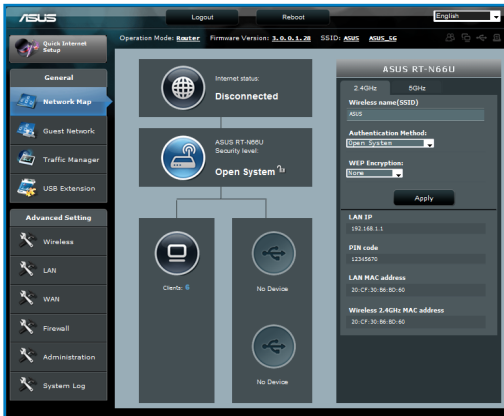 ASUS
Logout
Reboot
English
Quick Internet Setup
Operation Mode: Router Firmware Version: 3.0.0.1.28 SSID: ASUS ASUS_5G
General
Network Map
Guest Network
Traffic Manager
USB Extension
Advanced Setting
Wireless
LAN
WAN
Firewall
Administration
System Log
Internet status:
Disconnected
ASUS RT-N66U
Security level:
Open System
Clients: 6
No Device
No Device
ASUS RT-N66U
2.4GHz
5GHz
Wireless name(SSID)
ASUS
Authentication Method:
Open System
WEP Encryption:
None
Apply
LAN IP
192.168.1.1
PIN code
12345670
LAN MAC address
20:CF:30:B6:BD:60
Wireless 2.4GHz MAC address
20:CF:30:B6:BD:60